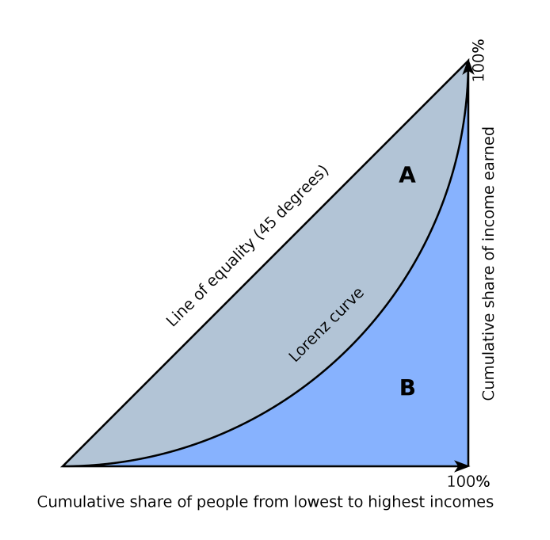 100%
A
Line of equality (45 degrees)
Cumulative share of income earned
Lorenz curve
B
100%
Cumulative share of people from lowest to highest incomes